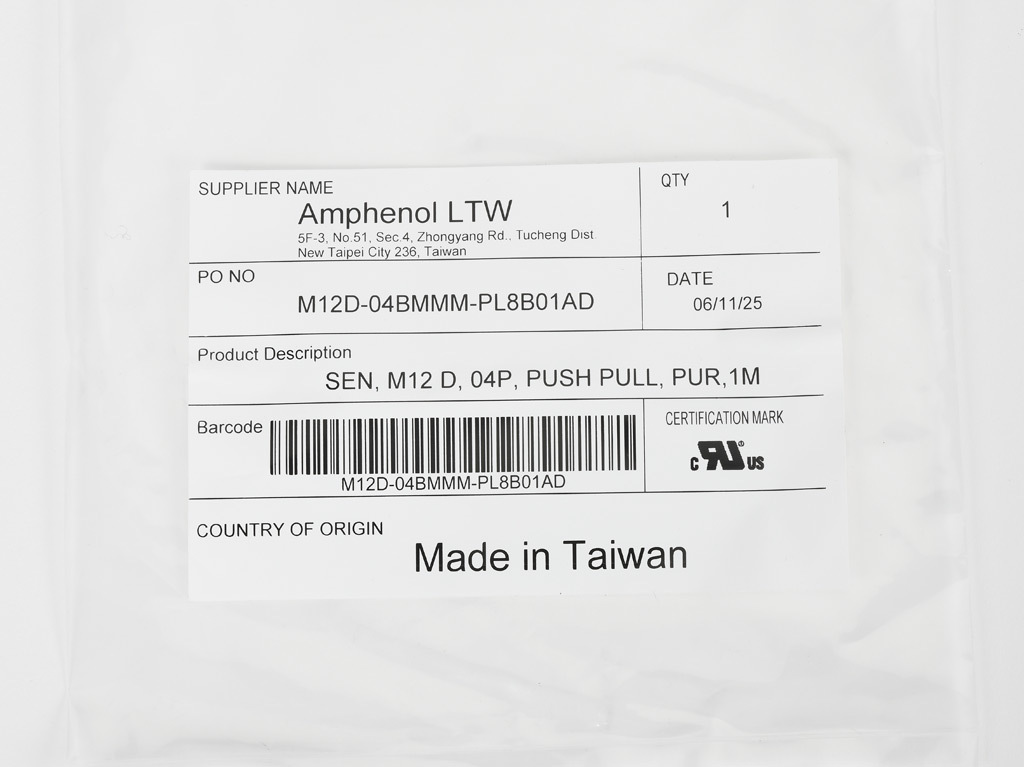 SUPPLIER NAME
Amphenol LTW
5F-3, No.51, Sec.4, Zhongyang Rd., Tucheng Dist.
New Taipei City 236, Taiwan
QTY
1
PO NO
M12D-04BMMM-PL8B01AD
DATE
06/11/25
Product Description
SEN, M12 D, 04P, PUSH PULL, PUR,1M
Barcode
M12D-04BMMM-PL8B01AD
CERTIFICATION MARK
c RU® US
COUNTRY OF ORIGIN
Made in Taiwan